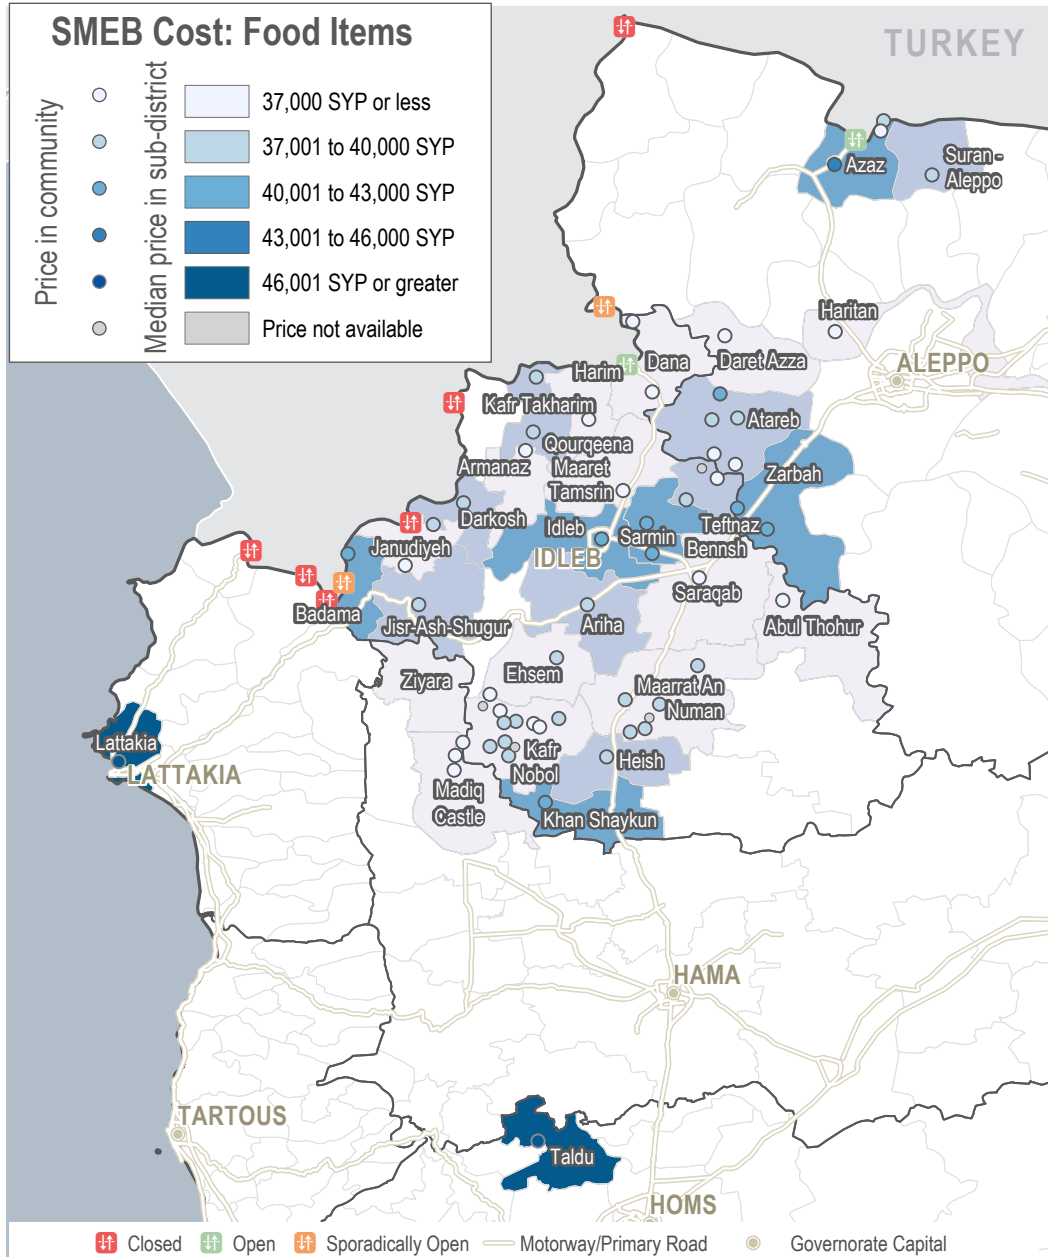 SMEB Cost: Food Items
Price in community
Median price in sub-district
37,000 SYP or less
37,001 to 40,000 SYP
40,001 to 43,000 SYP
43,001 to 46,000 SYP
46,001 SYP or greater
Price not available
TURKEY
Azaz
Suran -
Aleppo
Haritan
Daret Azza
Dana
Harim
ALEPPO
Kafr Takharim
Atareb
Qourqeena
Armanaz
Maaret
Tamsrin
Zarbah
Darkosh
Idleb
Sarmin
Teftnaz
Janudiyeh
IDLEB
Bennsh
Saraqab
Badama
Jisr-Ash-Shugur
Ariha
Abul Thohur
Ziyara
Ehsem
Maarrat An
Numan
Lattakia
LATTAKIA
Kafr
Nobol
Heish
Madiq
Castle
Khan Shaykun
HAMA
TARTOUS
Taldu
HOMS
Closed
Open
Sporadically Open
Motorway/Primary Road
Governorate Capital